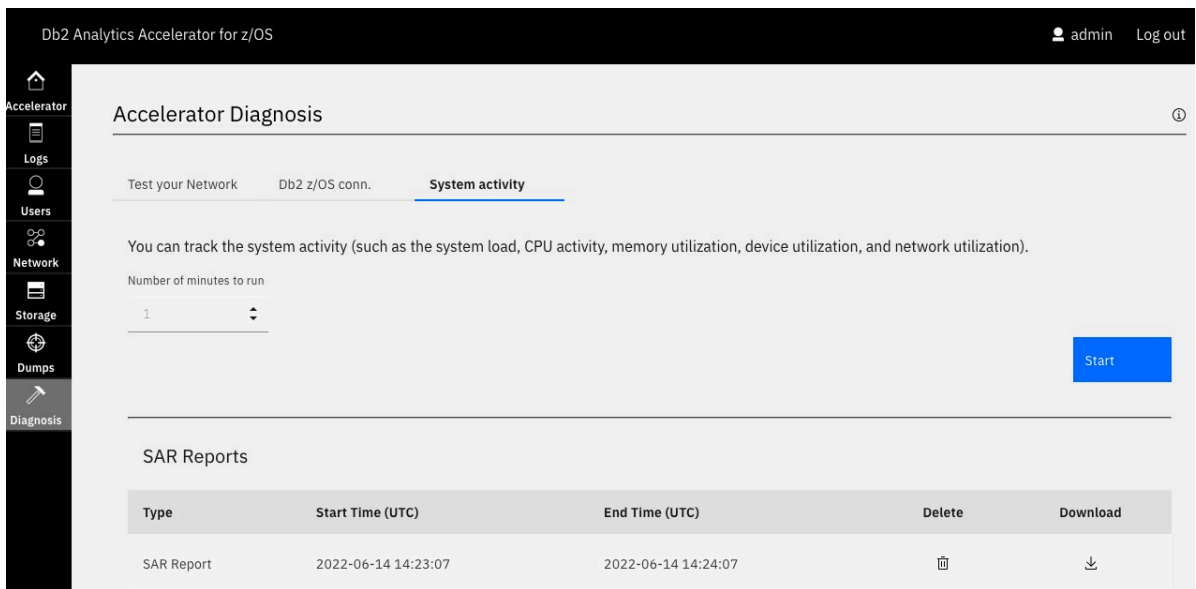 Db2 Analytics Accelerator for z/OS
admin
Log out
Accelerator
Logs
Users
Network
Storage
Dumps
Diagnosis
Accelerator Diagnosis
Test your Network
Db2 z/OS conn.
System activity
You can track the system activity (such as the system load, CPU activity, memory utilization, device utilization, and network utilization).
Number of minutes to run
1
Start
SAR Reports
Type Start Time (UTC) End Time (UTC) Delete Download
SAR Report 2022-06-14 14:23:07 2022-06-14 14:24:07